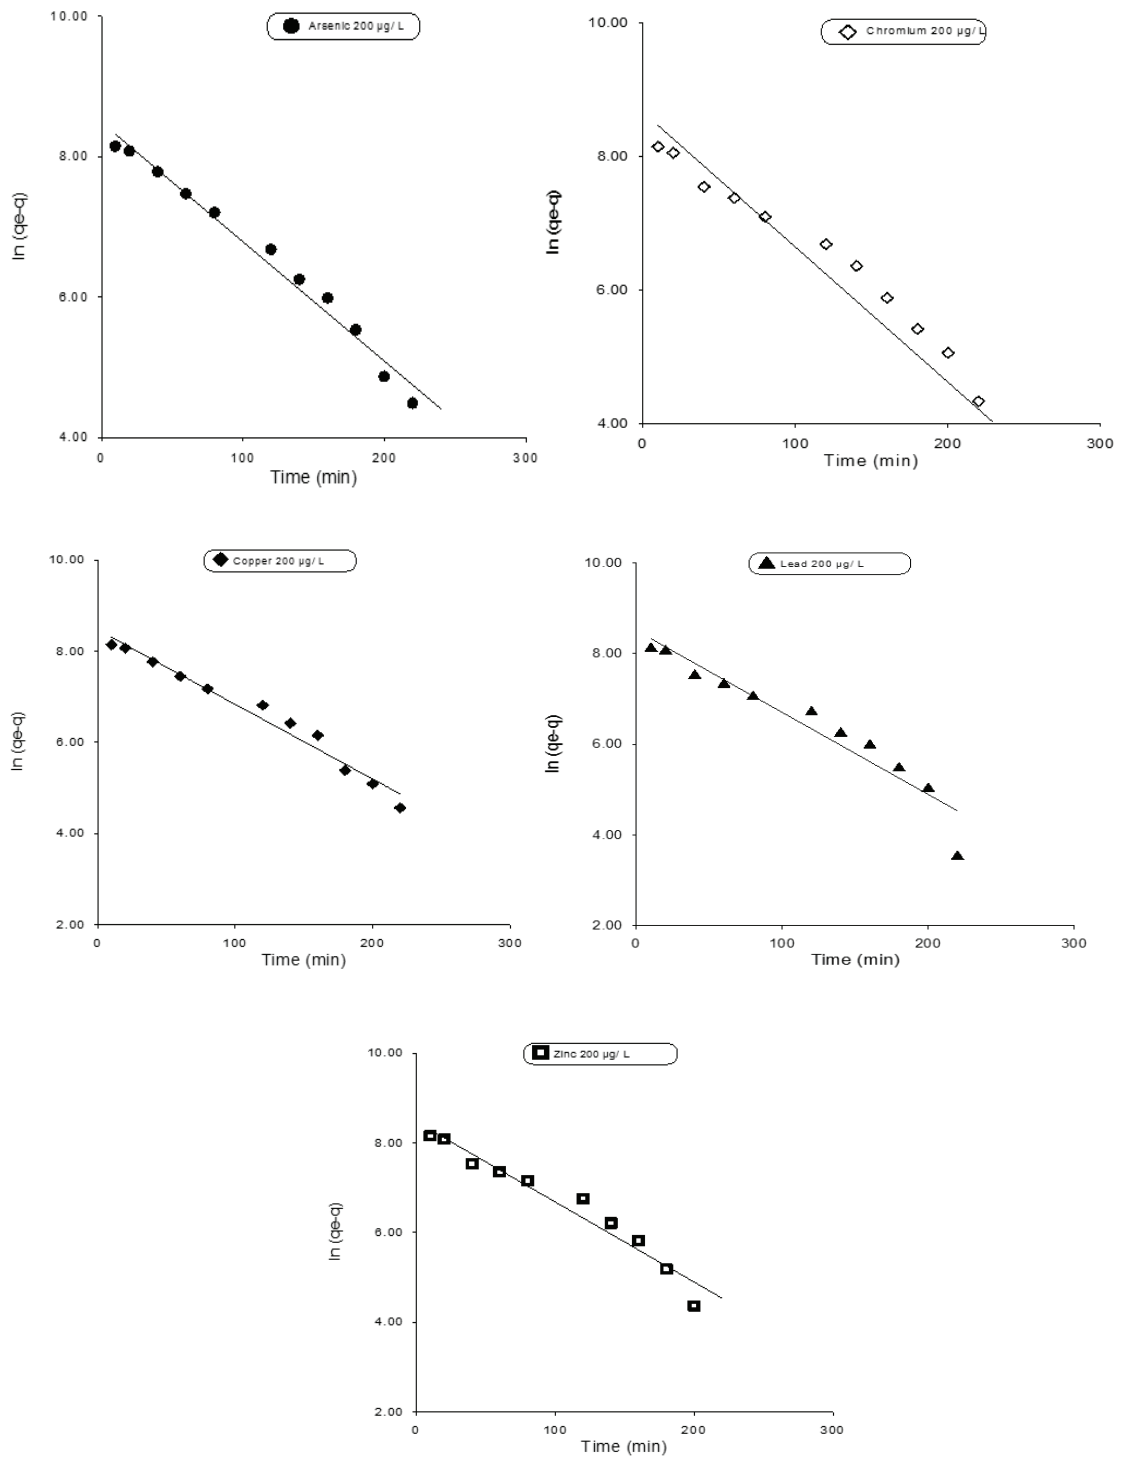 Arsenic 200 µg/ L
10.00
8.00
6.00
4.00
ln (qe-q)
0
100
200
300
Time (min)
Chromium 200 µg/ L
10.00
8.00
6.00
4.00
ln (qe-q)
0
100
200
300
Time (min)
Copper 200 µg/ L
10.00
8.00
6.00
4.00
2.00
ln (qe-q)
0
100
200
300
Time (min)
Lead 200 µg/ L
10.00
8.00
6.00
4.00
2.00
ln (qe-q)
0
100
200
300
Time (min)
Zinc 200 µg/ L
10.00
8.00
6.00
4.00
2.00
ln (qe-q)
0
100
200
300
Time (min)